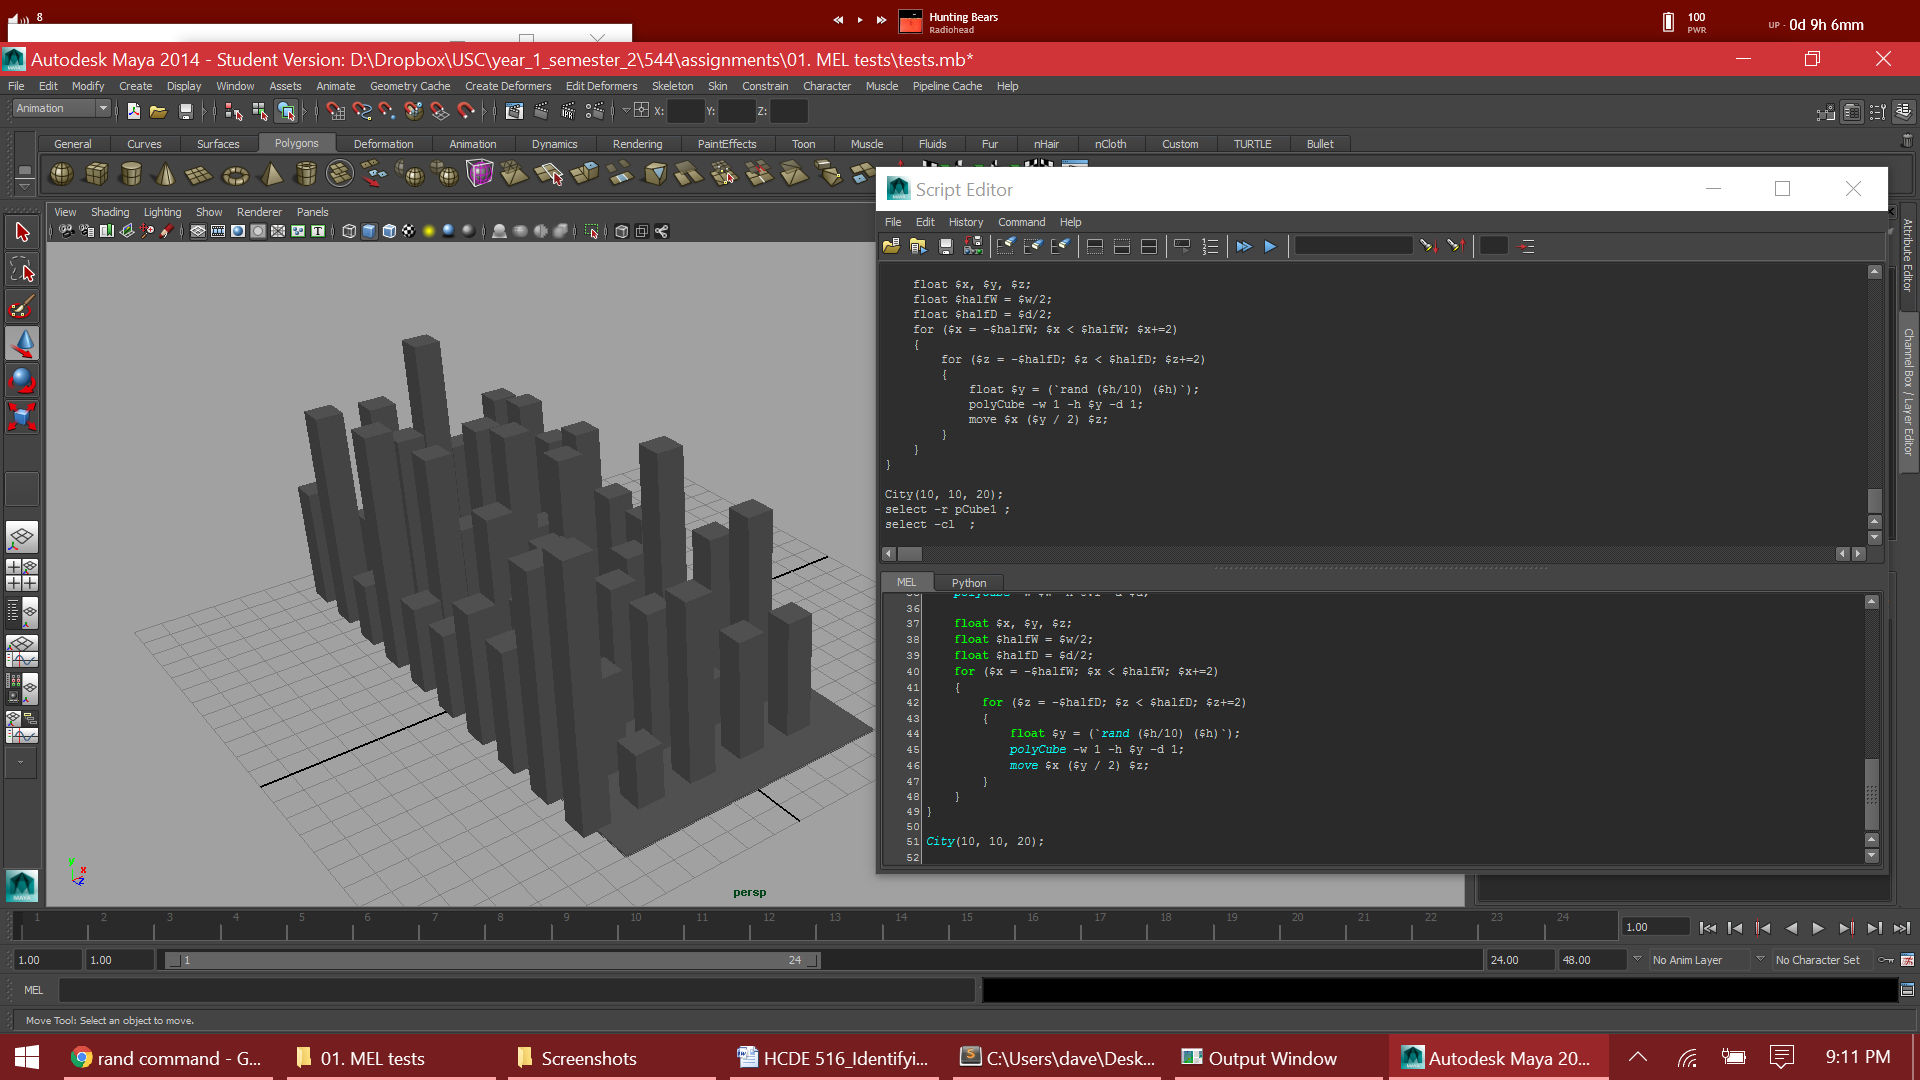 8
Hunting Bears
Radiohead
100
PWR
UP - 0d 9h 6mm
Autodesk Maya 2014 - Student Version: D:\Dropbox\USC\year_1_semester_2\544\assignments\01. MEL tests\tests.mb*
File Edit Modify Create Display Window Assets Animate Geometry Cache Create Deformers Edit Deformers Skeleton Skin Constrain Character Muscle Pipeline Cache Help
Animation
X: Y: Z:
General Curves Surfaces Polygons Deformation Animation Dynamics Rendering PaintEffects Toon Muscle Fluids Fur nHair nCloth Custom TURTLE Bullet
View Shading Lighting Show Renderer Panels
Script Editor
File Edit History Command Help
float $x, $y, $z;
float $halfW = $w/2;
float $halfD = $d/2;
for ($x = -$halfW; $x < $halfW; $x+=2)
{
for ($z = -$halfD; $z < $halfD; $z+=2)
{
float $y = (`rand ($h/10) ($h)`);
polyCube -w 1 -h $y -d 1;
move $x ($y / 2) $z;
}
}
}
City(10, 10, 20);
select -r pCube1 ;
select -cl  ;
MEL Python
36
37 float $x, $y, $z;
38 float $halfW = $w/2;
39 float $halfD = $d/2;
40 for ($x = -$halfW; $x < $halfW; $x+=2)
41 {
42 for ($z = -$halfD; $z < $halfD; $z+=2)
43 {
44 float $y = (`rand ($h/10) ($h)`);
45 polyCube -w 1 -h $y -d 1;
46 move $x ($y / 2) $z;
47 }
48 }
49 }
50
51 City(10, 10, 20);
52
Attribute Editor
Channel Box / Layer Editor
y
x
z
persp
MAYA
1 2 3 4 5 6 7 8 9 10 11 12 13 14 15 16 17 18 19 20 21 22 23 24
1.00
1.00 1.00 1 24 24.00 48.00 No Anim Layer No Character Set
MEL
Move Tool: Select an object to move.
rand command - G... 01. MEL tests Screenshots HCDE 516_Identifyi... C:\Users\dave\Desk... Output Window Autodesk Maya 20... 9:11 PM